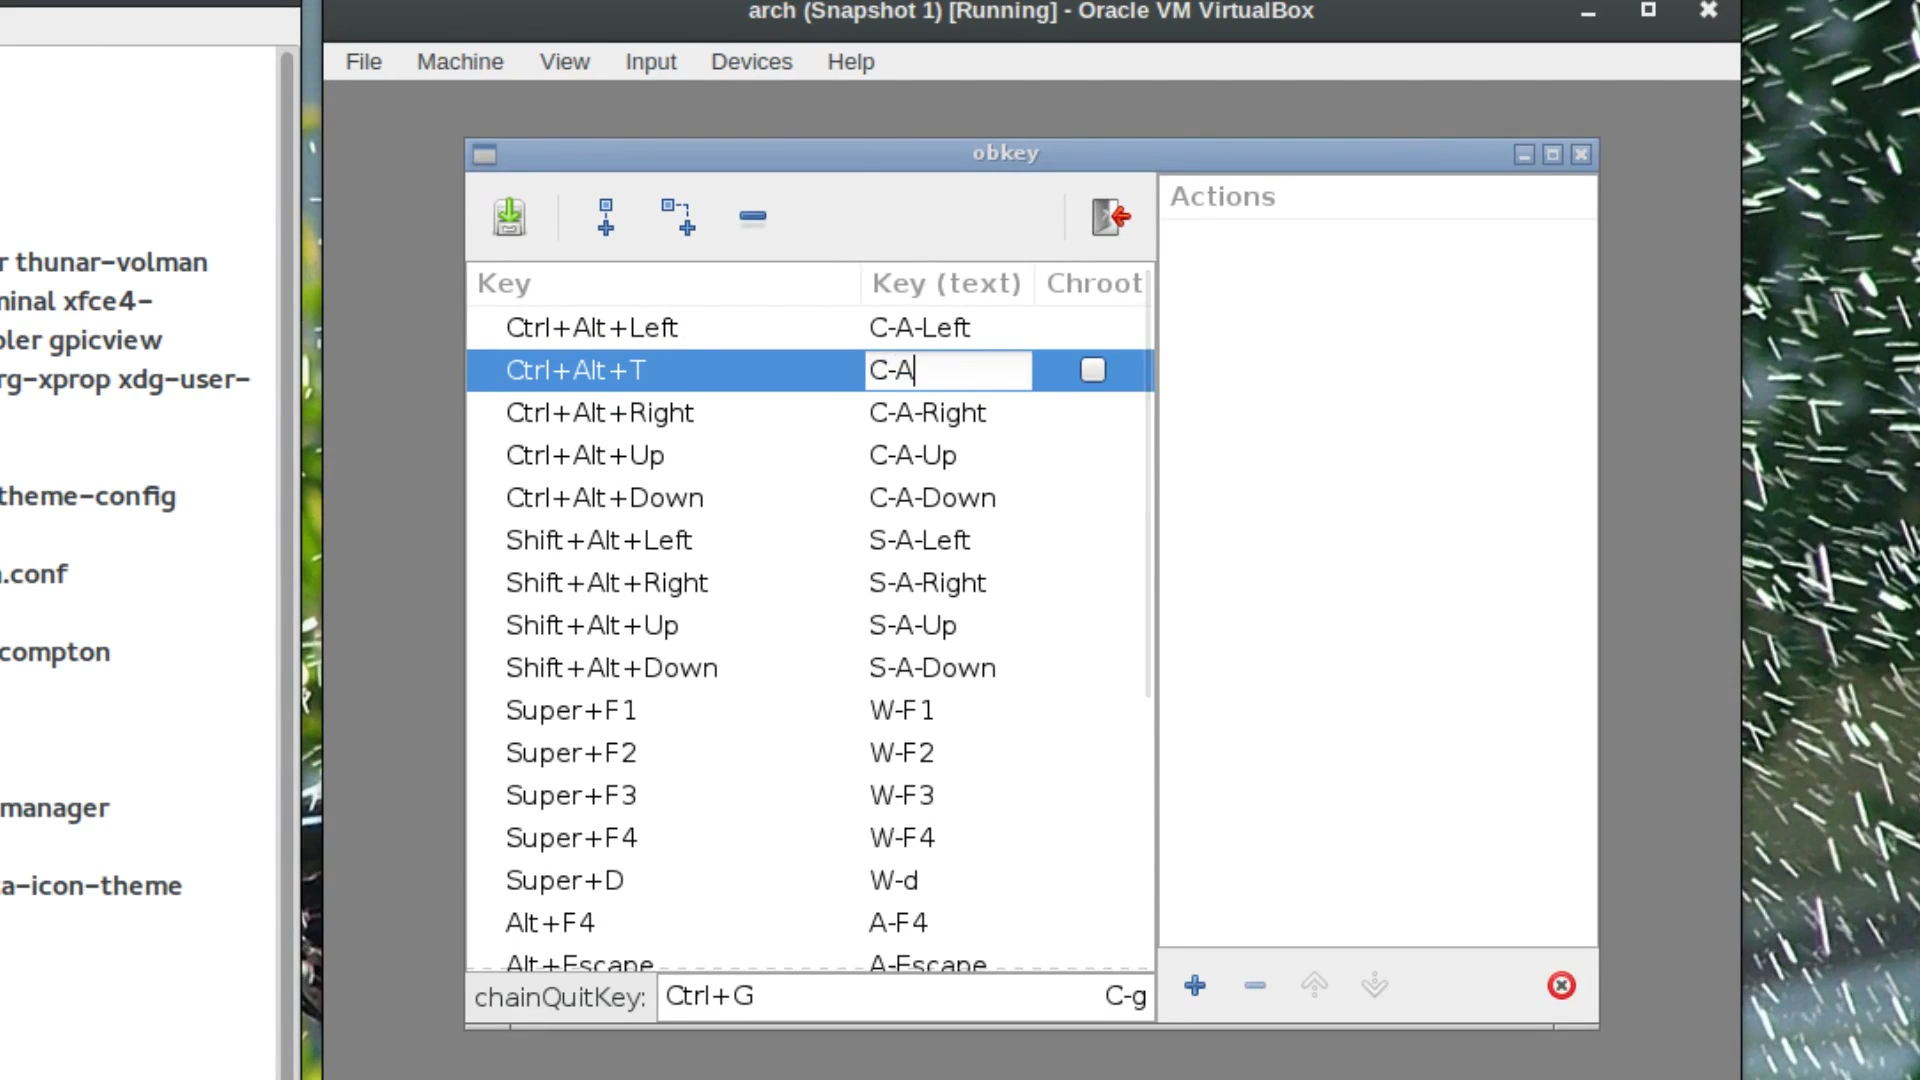 arch (Snapshot 1) [Running] - Oracle VM VirtualBox
File Machine View Input Devices Help
obkey
Key Key (text) Chroot
Ctrl+Alt+Left C-A-Left
Ctrl+Alt+T C-A
Ctrl+Alt+Right C-A-Right
Ctrl+Alt+Up C-A-Up
Ctrl+Alt+Down C-A-Down
Shift+Alt+Left S-A-Left
Shift+Alt+Right S-A-Right
Shift+Alt+Up S-A-Up
Shift+Alt+Down S-A-Down
Super+F1 W-F1
Super+F2 W-F2
Super+F3 W-F3
Super+F4 W-F4
Super+D W-d
Alt+F4 A-F4
Alt+Escape A-Escape
chainQuitKey: Ctrl+G C-g
Actions
r thunar-volman
minal xfce4-
gpicview
rg-xprop xdg-user-
theme-config
.conf
compton
manager
a-icon-theme